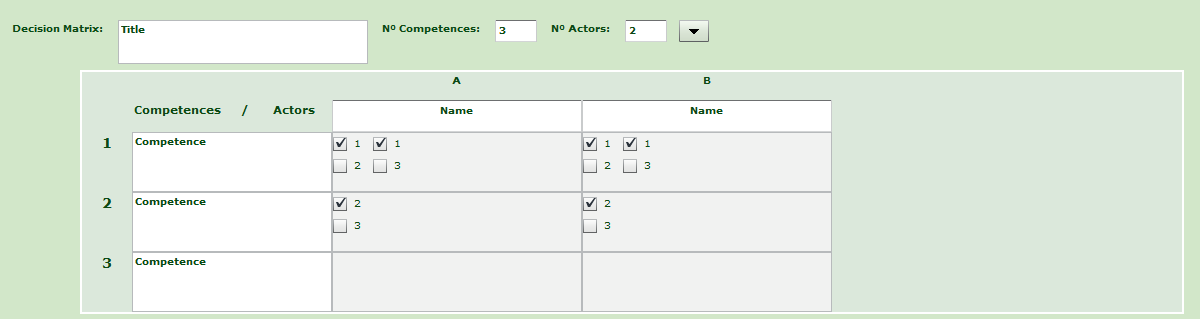 Decision Matrix: Title Nº Competences: 3 Nº Actors: 2
A B
Competences / Actors Name Name
1 Competence 1 1 1 1
2 3 2 3
2 Competence 2 2
3 3
3 Competence